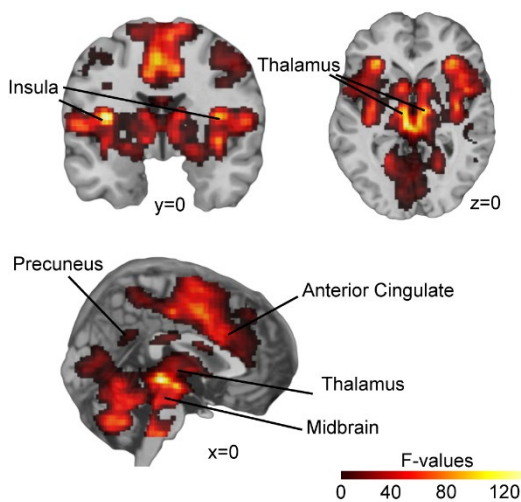 Insula
Thalamus
y=0
z=0
Precuneus
Anterior Cingulate
Thalamus
Midbrain
x=0
F-values
0 40 80 120